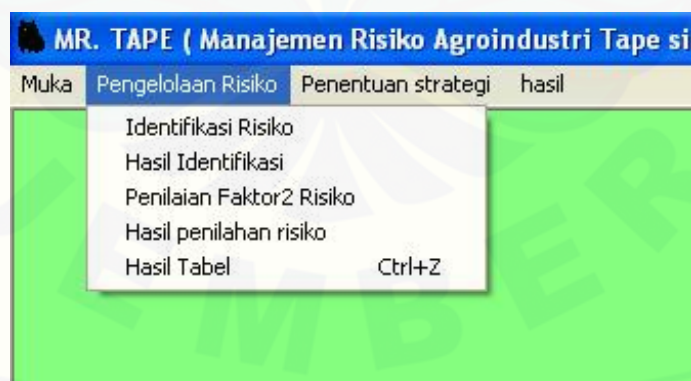 MR. TAPE ( Manajemen Risiko Agroindustri Tape si
Muka Pengelolaan Risiko Penentuan strategi hasil
Identifikasi Risiko
Hasil Identifikasi
Penilaian Faktor2 Risiko
Hasil penilahan risiko
Hasil Tabel Ctrl+Z
JEMBER